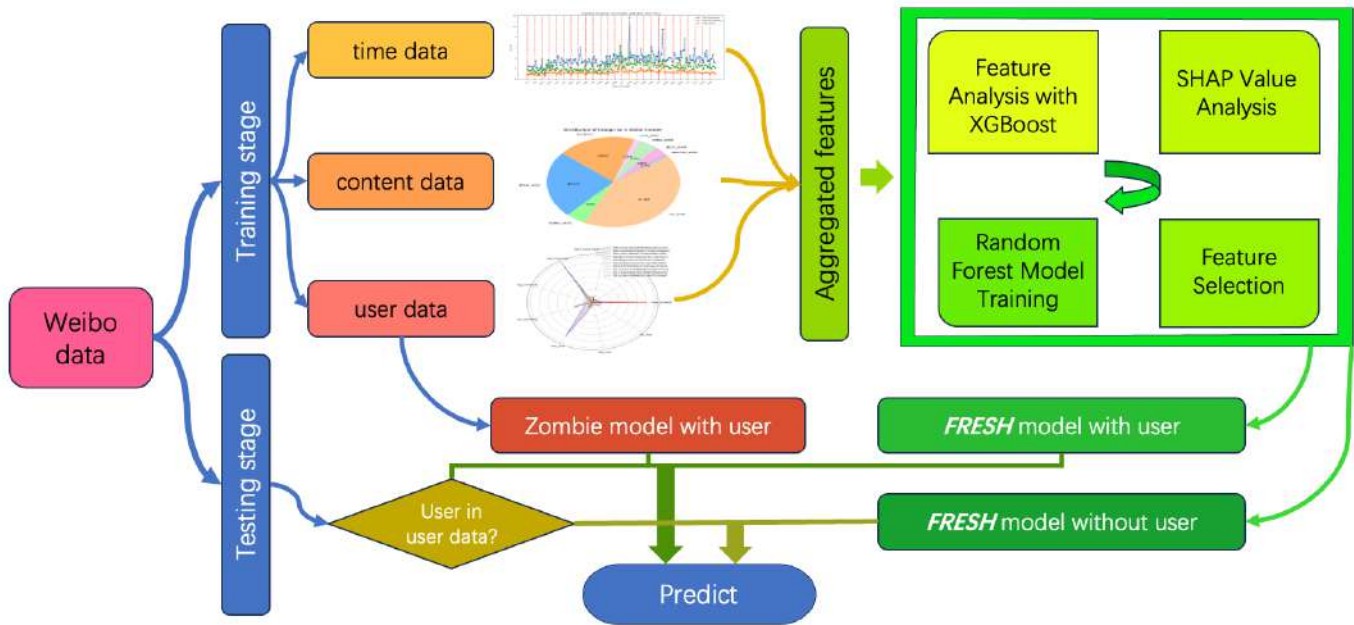 Weibo
data
Training stage
Testing stage
time data
content data
user data
Aggregated features
Feature
Analysis with
XGBoost
SHAP Value
Analysis
Random
Forest Model
Training
Feature
Selection
Zombie model with user
FRESH model with user
User in
user data?
FRESH model without user
Predict